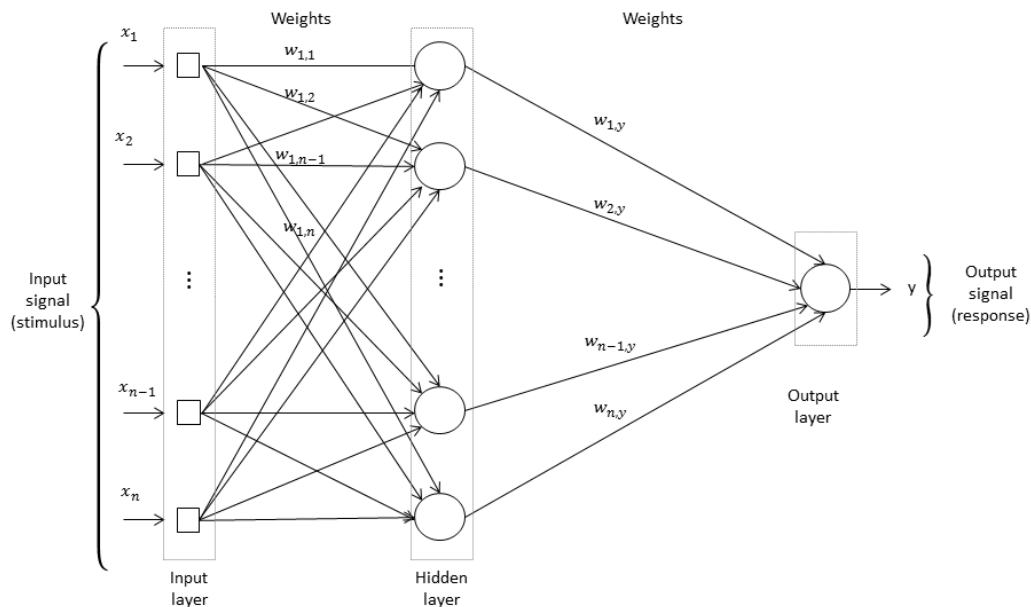 Weights
Weights
x₁
w₁,₁
w₁,₂
w₁,ᵧ
x₂
w₁,ₙ₋₁
w₂,ᵧ
w₁,ₙ
⋮
⋮
Input
signal
(stimulus)
y
Output
signal
(response)
wₙ₋₁,ᵧ
xₙ₋₁
wₙ,ᵧ
Output
layer
xₙ
Input
layer
Hidden
layer